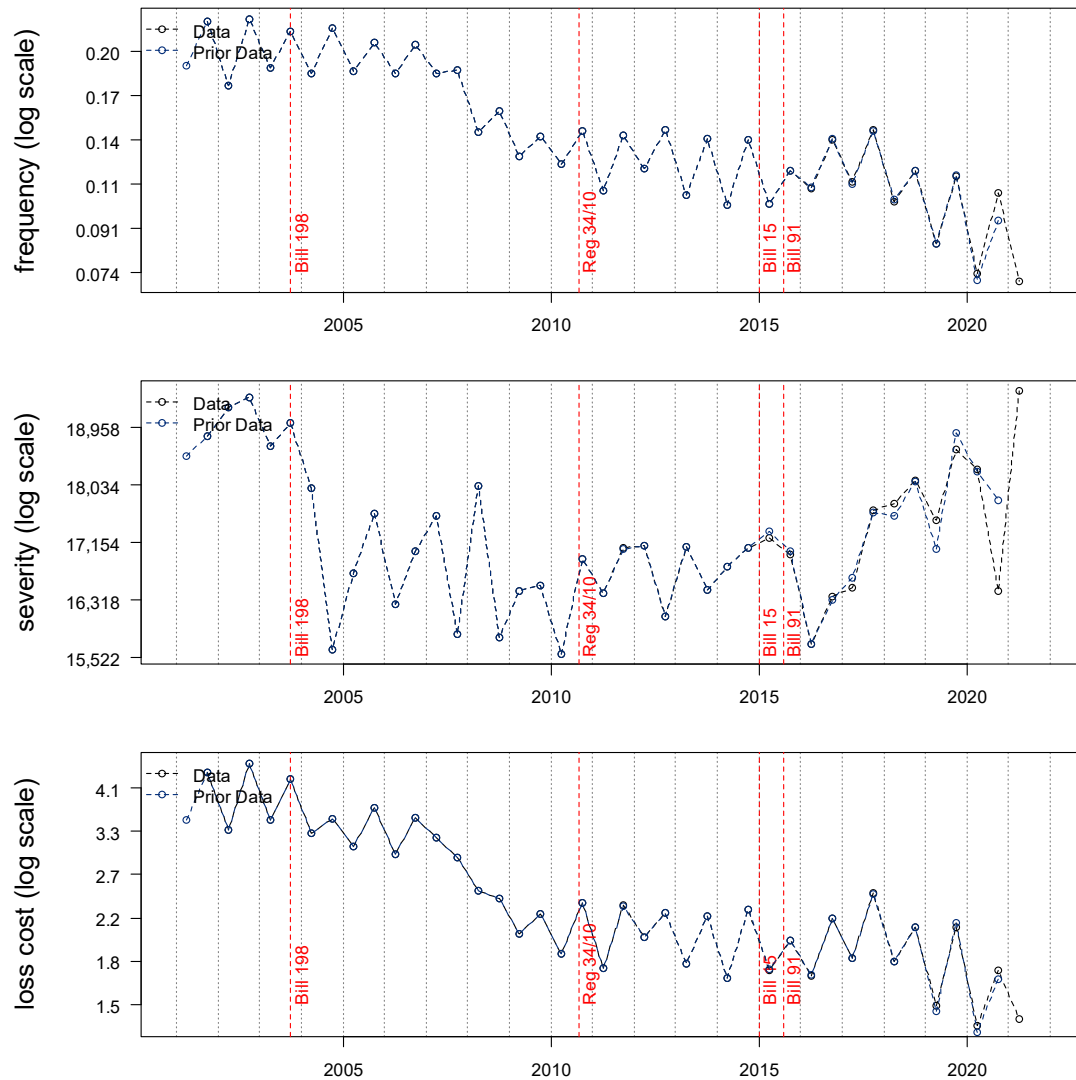 frequency (log scale)
0.20
0.17
0.14
0.11
0.091
0.074
Data
Prior Data
Bill 198
Reg 34/10
Bill 15
Bill 91
2005
2010
2015
2020
severity (log scale)
18,958
18,034
17,154
16,318
15,522
Data
Prior Data
Bill 198
Reg 34/10
Bill 15
Bill 91
2005
2010
2015
2020
loss cost (log scale)
4.1
3.3
2.7
2.2
1.8
1.5
Data
Prior Data
Bill 198
Reg 34/10
Bill 15
Bill 91
2005
2010
2015
2020